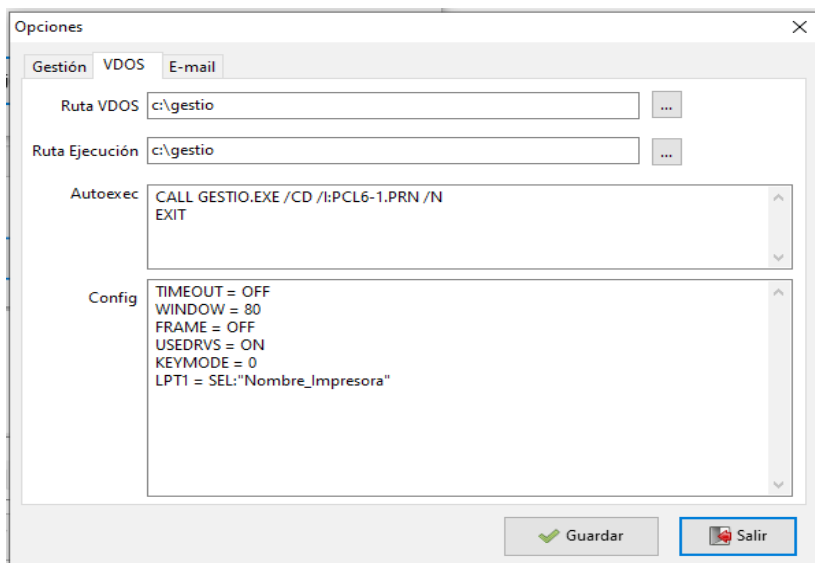 Opciones
Gestión VDOS E-mail
Ruta VDOS c:\gestio ...
Ruta Ejecución c:\gestio ...
Autoexec CALL GESTIO.EXE /CD /I:PCL6-1.PRN /N
EXIT
Config TIMEOUT = OFF
WINDOW = 80
FRAME = OFF
USEDRVS = ON
KEYMODE = 0
LPT1 = SEL:"Nombre_Impresora"
Guardar Salir